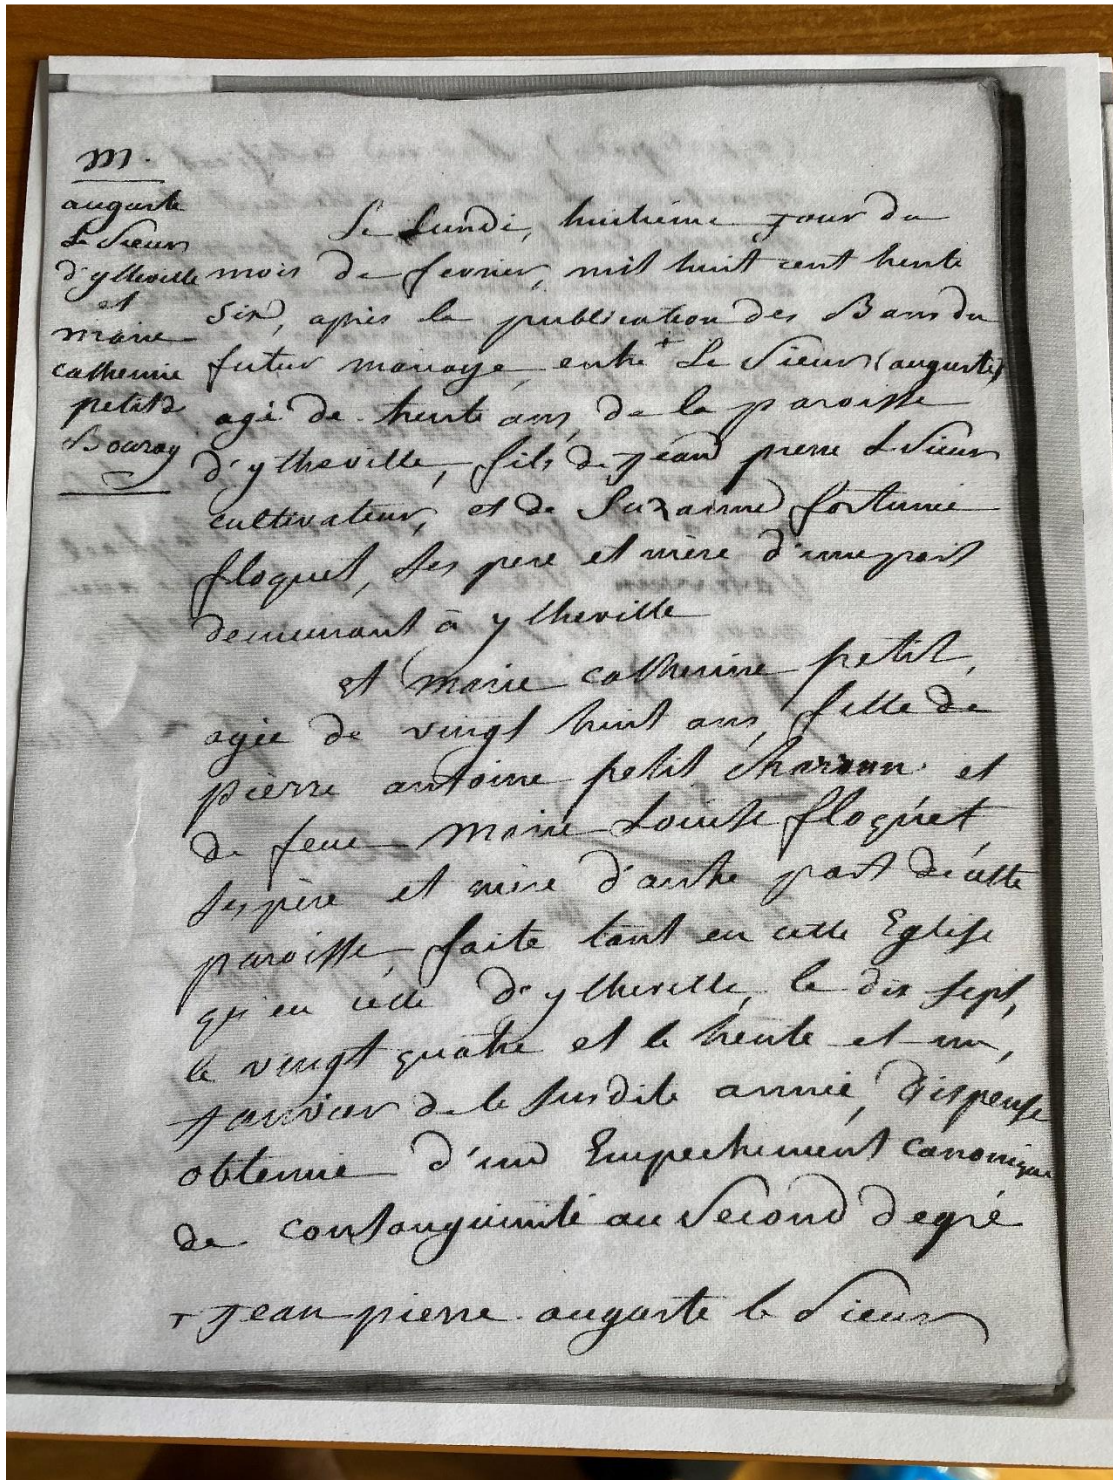 m.
auguste
Le Sieur
d'ytteville
et
marie
catherine
petit
Bouray
Le Lundi, huitième jour du
mois de fevrier, mil huit cent trente
six, après la publication des Bans du
futur mariage, entre + Le Sieur (auguste)
agé de trente ans, de la paroisse
d'ytheville, fils de jean pierre Le Sieur
cultivateur, et de Suzanne fortunée
floquet, ses pere et mère d'une part
demeurant à ytheville
et marie catherine petit,
agée de vingt huit ans, fille de
pierre antoine petit charron et
de feue marie Louise floquet
ses père et mère d'autre part de cette
paroisse, faite tant en cette Eglise
qu'en celle d'ytheville, le dix sept,
le vingt quatre et le trente et un,
janvier de la susdite année, dispense
obtenue d'un Empechement canonique
de consanguinité au Second degré
+ jean pierre auguste le Sieur